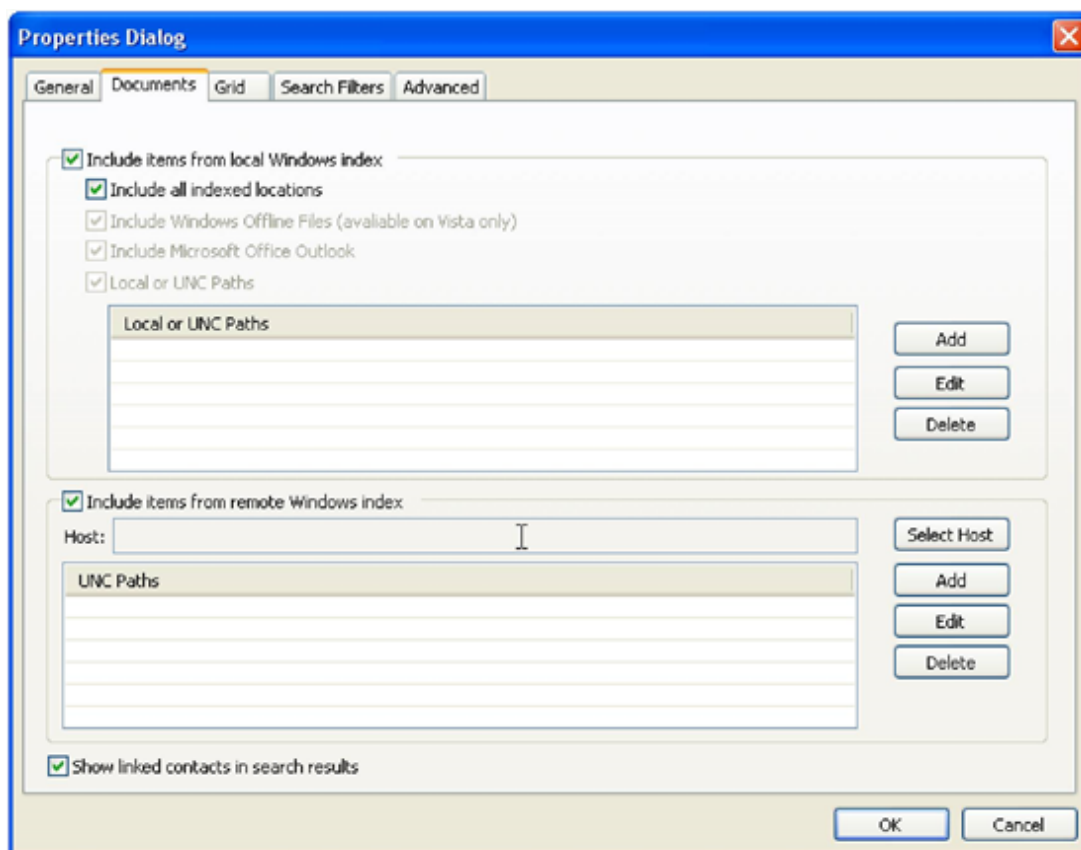 Properties Dialog
General Documents Grid Search Filters Advanced
Include items from local Windows index
Include all indexed locations
Include Windows Offline Files (avaliable on Vista only)
Include Microsoft Office Outlook
Local or UNC Paths
Local or UNC Paths
Add
Edit
Delete
Include items from remote Windows index
Host:
Select Host
UNC Paths
Add
Edit
Delete
Show linked contacts in search results
OK Cancel